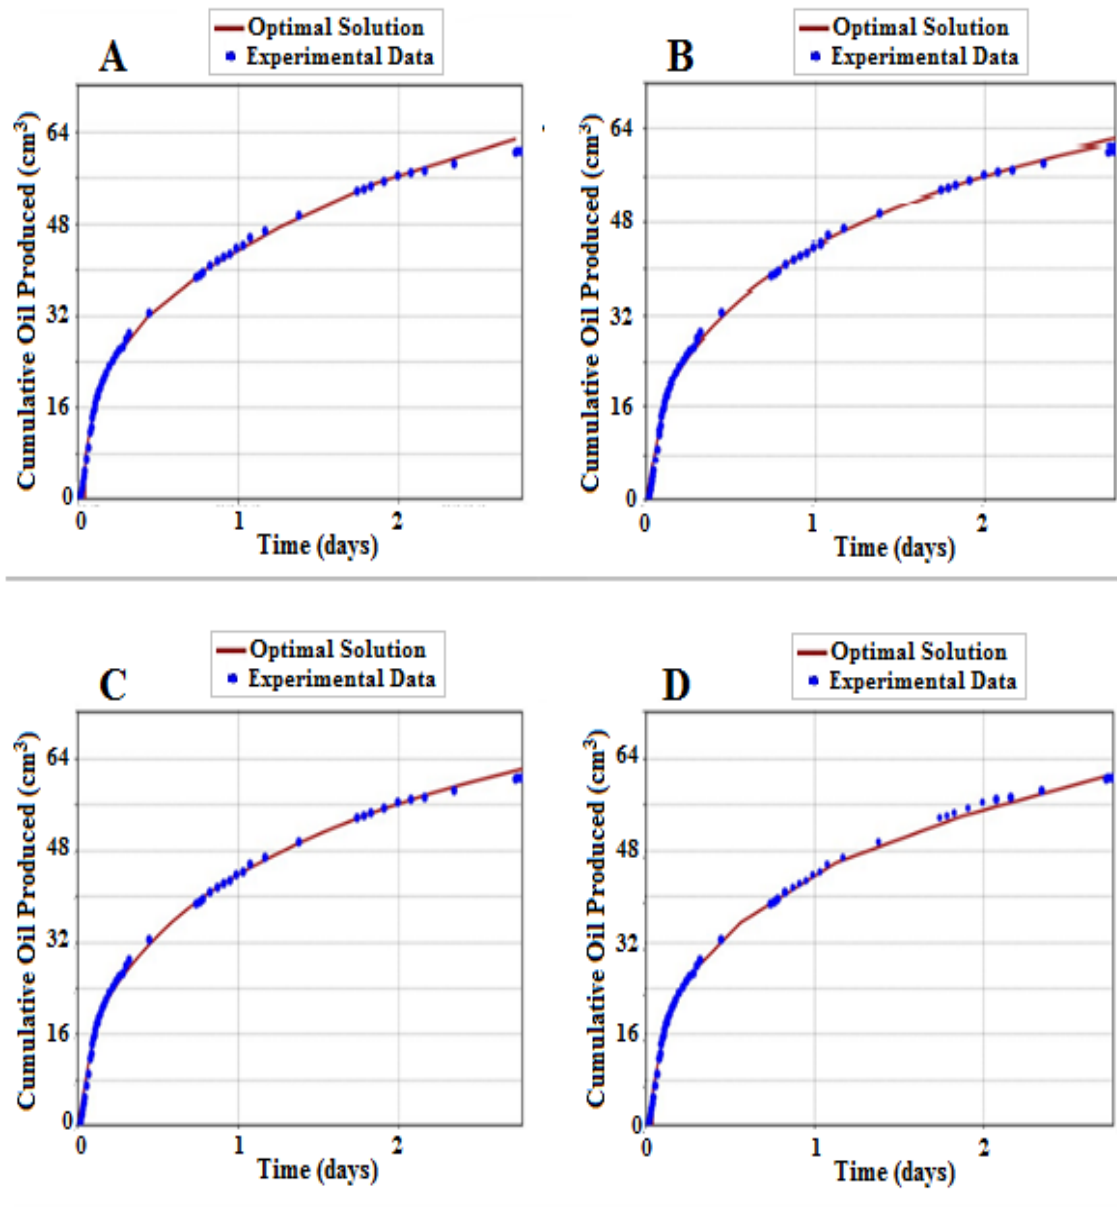 Optimal Solution
Experimental Data
A
Cumulative Oil Produced (cm³)
64
48
32
16
0
0 1 2
Time (days)
Optimal Solution
Experimental Data
B
Cumulative Oil Produced (cm³)
64
48
32
16
0
0 1 2
Time (days)
Optimal Solution
Experimental Data
C
Cumulative Oil Produced (cm³)
64
48
32
16
0
0 1 2
Time (days)
Optimal Solution
Experimental Data
D
Cumulative Oil Produced (cm³)
64
48
32
16
0
0 1 2
Time (days)